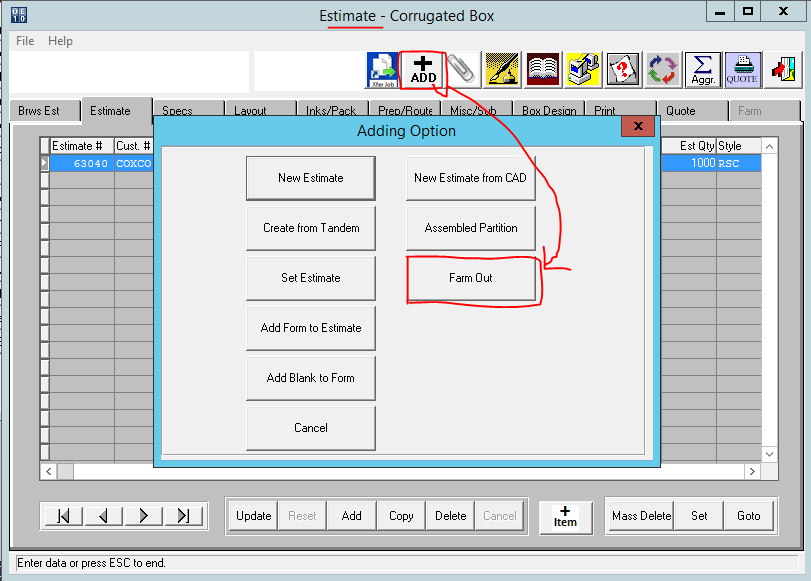 Estimate - Corrugated Box
File Help
Xfer Job
ADD
Aggr.
QUOTE
Brws Est Estimate Specs Layout Inks/Pack Prep/Route Misc/Sub Box Design Print Quote Farm
Adding Option
Estimate # Cust. # Est Qty Style
63040 COXCO 1000 RSC
New Estimate New Estimate from CAD
Create from Tandem Assembled Partition
Set Estimate Farm Out
Add Form to Estimate
Add Blank to Form
Cancel
Update Reset Add Copy Delete Cancel + Item Mass Delete Set Goto
Enter data or press ESC to end.